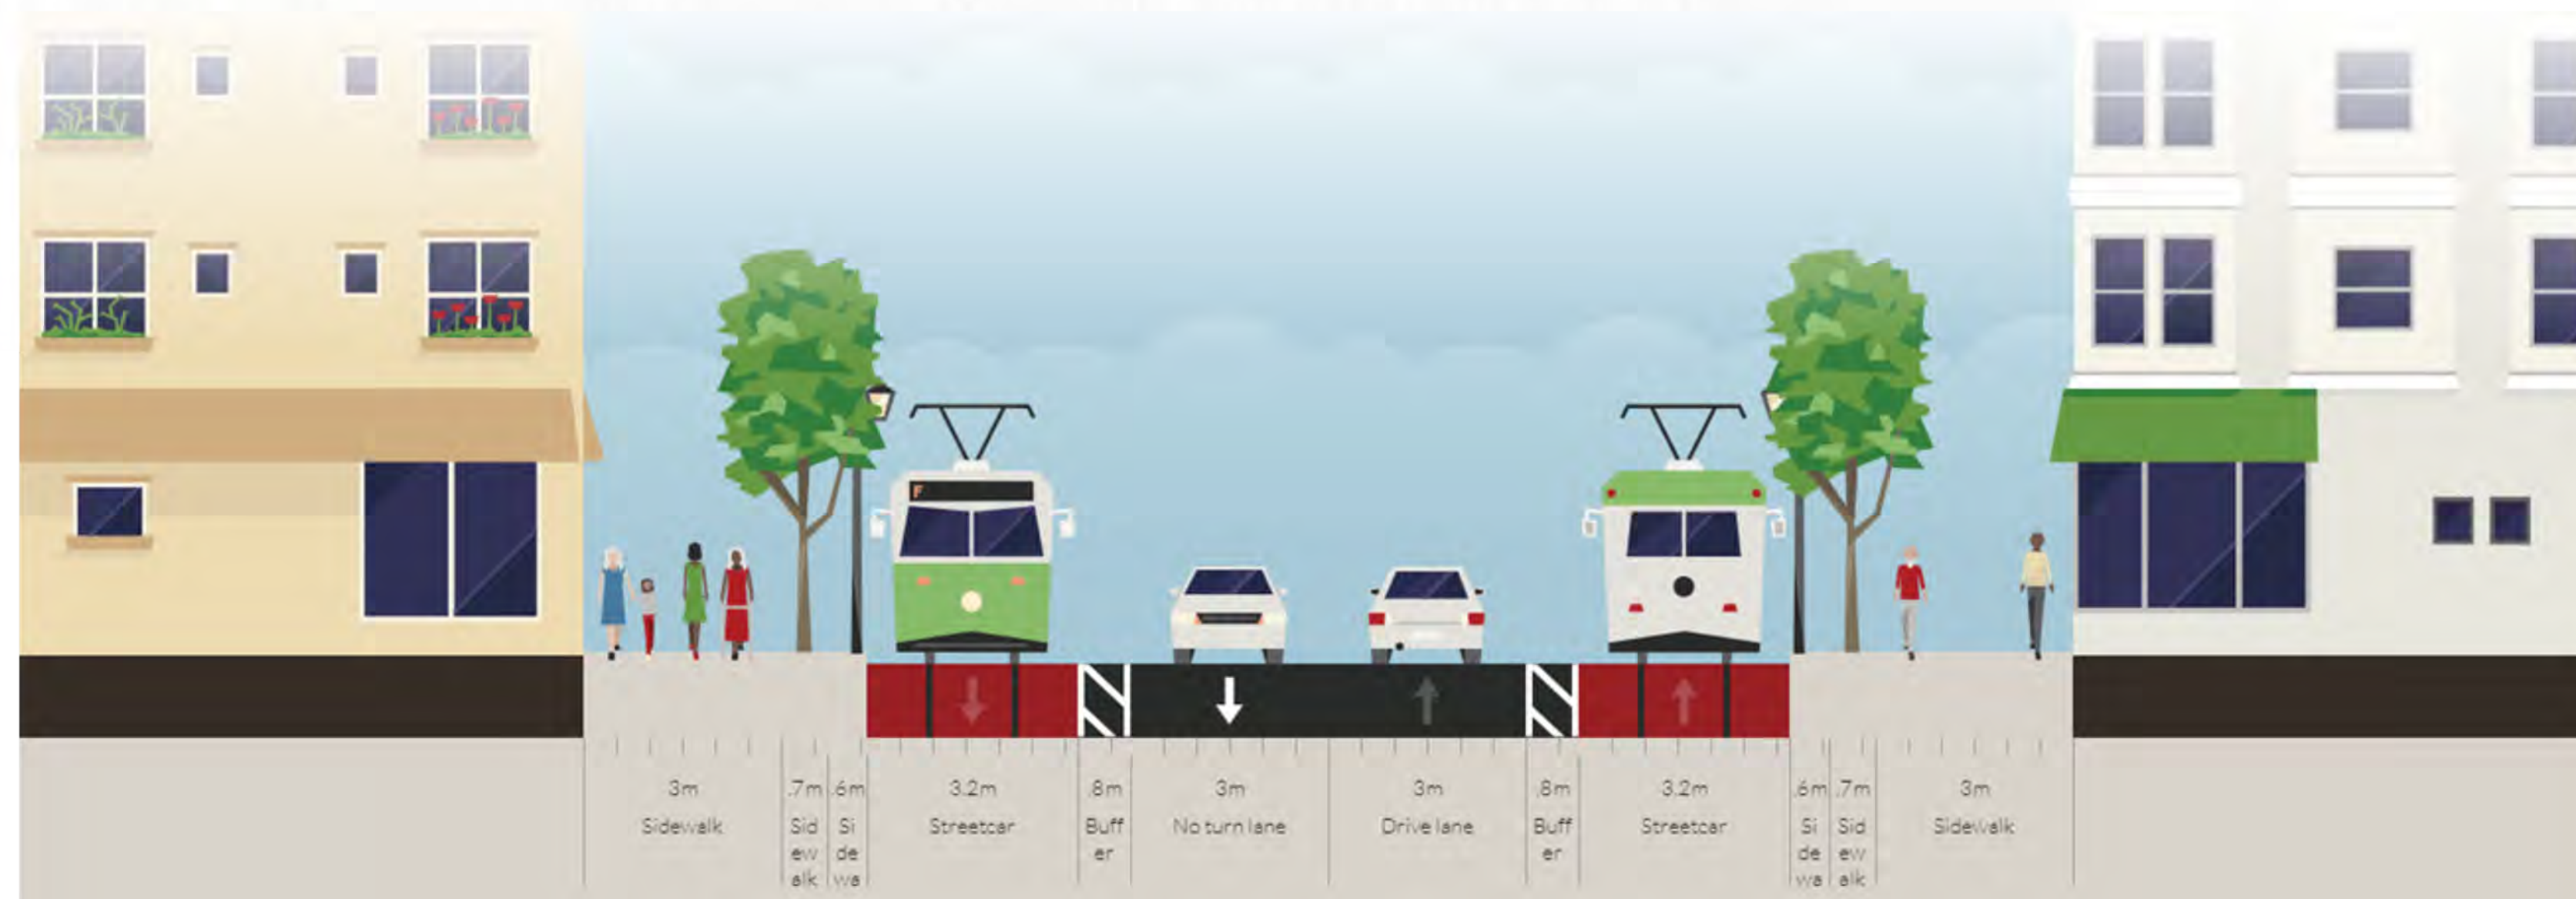 F
3m .7m .6m 3.2m .8m 3m 3m .8m 3.2m .6m .7m 3m
Sidewalk Sid Si Streetcar Buff No turn lane Drive lane Buff Streetcar Si Sid Sidewalk
ew de er er de ew
alk wa wa alk